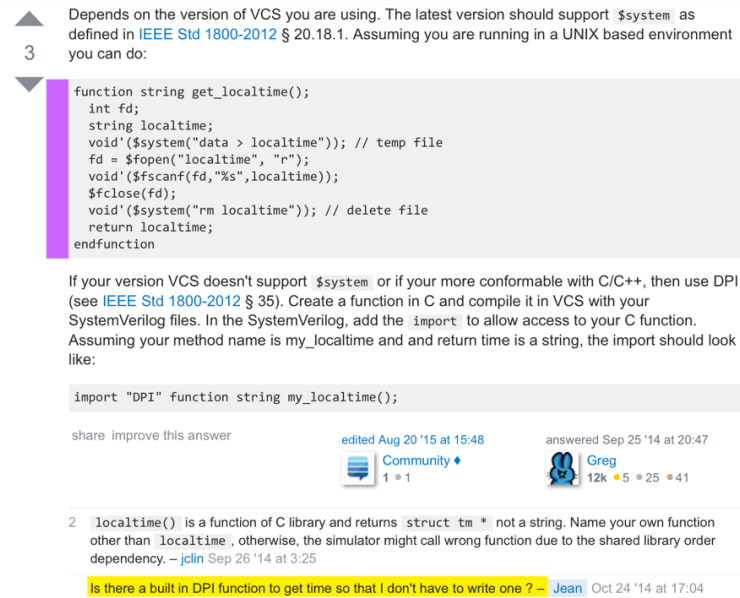 Depends on the version of VCS you are using. The latest version should support $system as
defined in IEEE Std 1800-2012 § 20.18.1. Assuming you are running in a UNIX based environment
you can do:
3
function string get_localtime();
int fd;
string localtime;
void'($system("data > localtime")); // temp file
fd = $fopen("localtime", "r");
void'($fscanf(fd,"%s",localtime));
$fclose(fd);
void'($system("rm localtime")); // delete file
return localtime;
endfunction
If your version VCS doesn't support $system or if your more conformable with C/C++, then use DPI
(see IEEE Std 1800-2012 § 35). Create a function in C and compile it in VCS with your
SystemVerilog files. In the SystemVerilog, add the import to allow access to your C function.
Assuming your method name is my_localtime and and return time is a string, the import should look
like:
import "DPI" function string my_localtime();
share improve this answer
edited Aug 20 '15 at 15:48
Community ♦
1 ●1
answered Sep 25 '14 at 20:47
Greg
12k ●5 ●25 ●41
2 localtime() is a function of C library and returns struct tm * not a string. Name your own function
other than localtime , otherwise, the simulator might call wrong function due to the shared library order
dependency. – jclin Sep 26 '14 at 3:25
Is there a built in DPI function to get time so that I don't have to write one ? – Jean Oct 24 '14 at 17:04